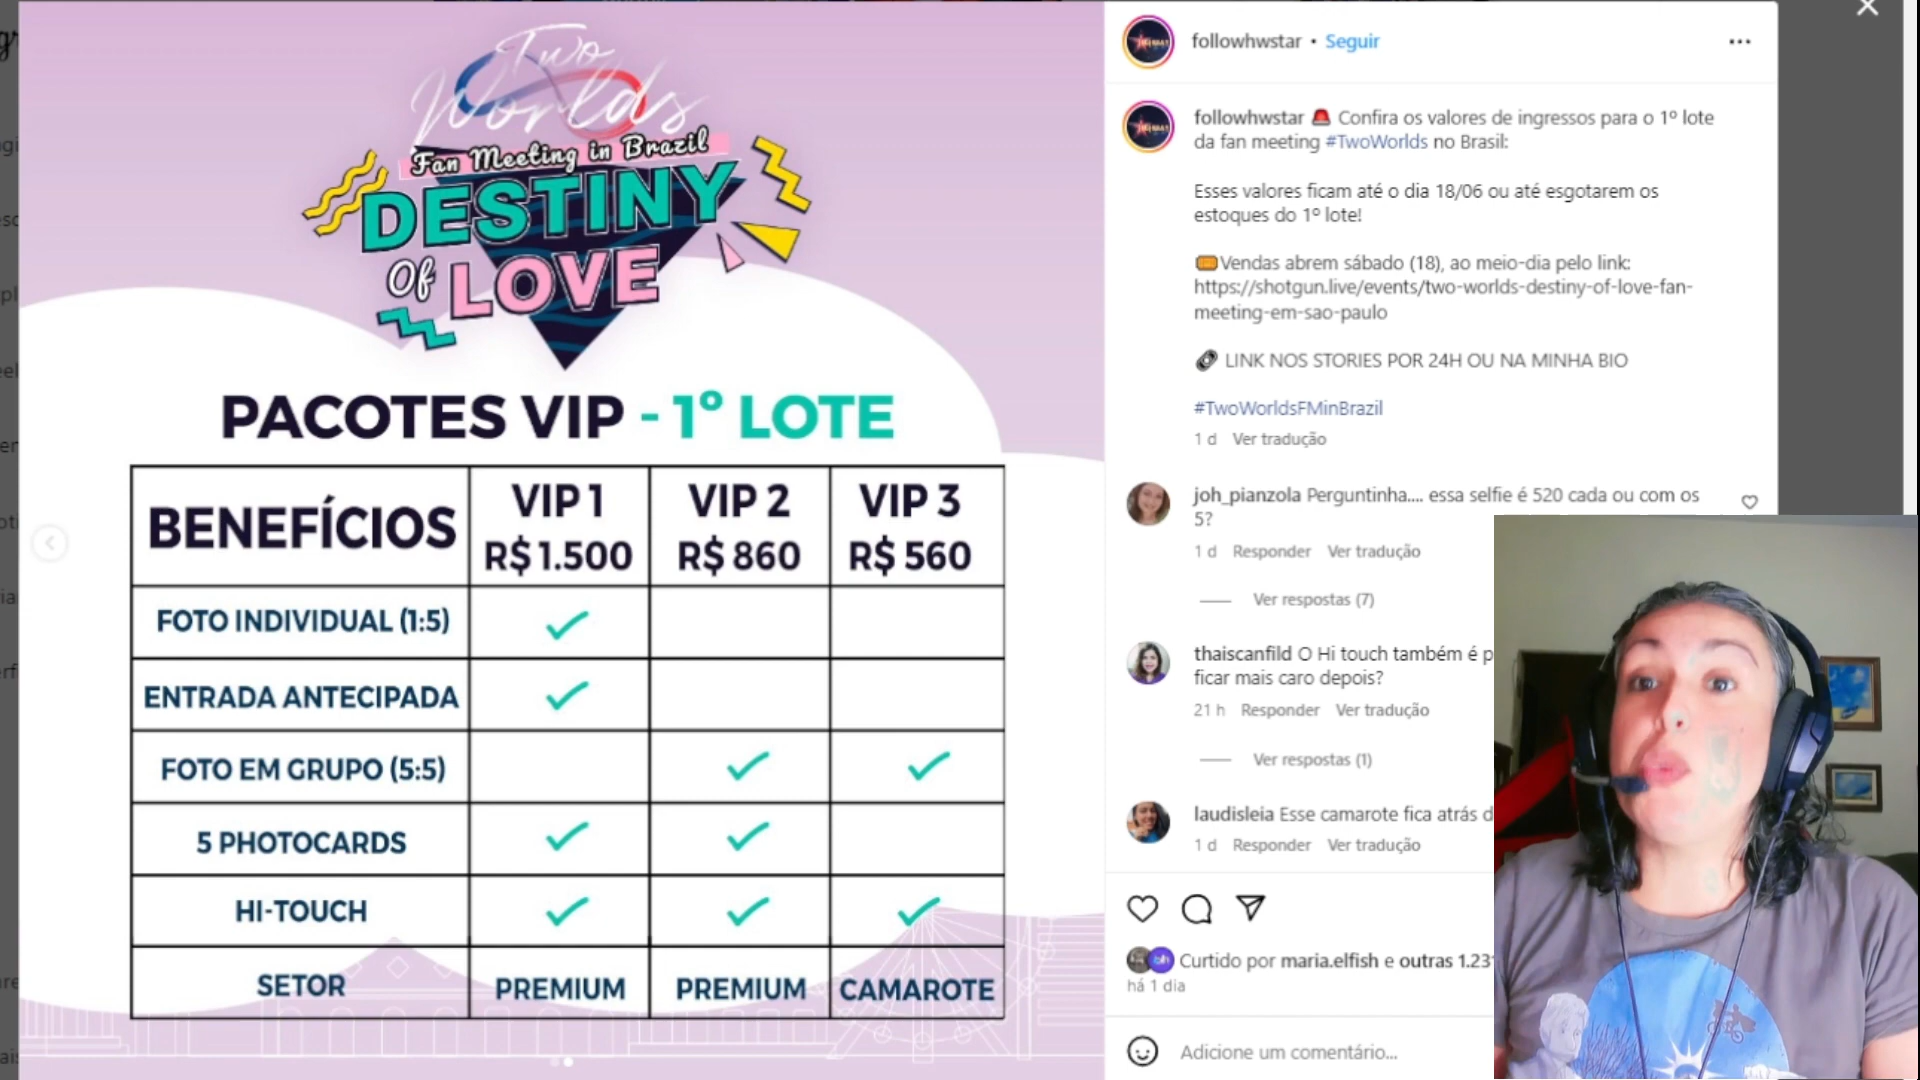 Two
Worlds
Fan Meeting in Brazil
DESTINY
Of LOVE
PACOTES VIP - 1º LOTE
BENEFÍCIOS
VIP 1
R$ 1.500
VIP 2
R$ 860
VIP 3
R$ 560
FOTO INDIVIDUAL (1:5)
ENTRADA ANTECIPADA
FOTO EM GRUPO (5:5)
5 PHOTOCARDS
HI-TOUCH
SETOR
PREMIUM
PREMIUM
CAMAROTE
followhwstar • Seguir
followhwstar 🚨 Confira os valores de ingressos para o 1º lote
da fan meeting #TwoWorlds no Brasil:
Esses valores ficam até o dia 18/06 ou até esgotarem os
estoques do 1º lote!
🎟️Vendas abrem sábado (18), ao meio-dia pelo link:
https://shotgun.live/events/two-worlds-destiny-of-love-fan-
meeting-em-sao-paulo
LINK NOS STORIES POR 24H OU NA MINHA BIO
#TwoWorldsFMinBrazil
1 d Ver tradução
joh_pianzola Perguntinha.... essa selfie é 520 cada ou com os
5?
1 d Responder Ver tradução
Ver respostas (7)
thaiscanfild O Hi touch também é p
ficar mais caro depois?
21 h Responder Ver tradução
Ver respostas (1)
laudisleia Esse camarote fica atrás d
1 d Responder Ver tradução
Curtido por maria.elfish e outras 1.23
há 1 dia
Adicione um comentário...